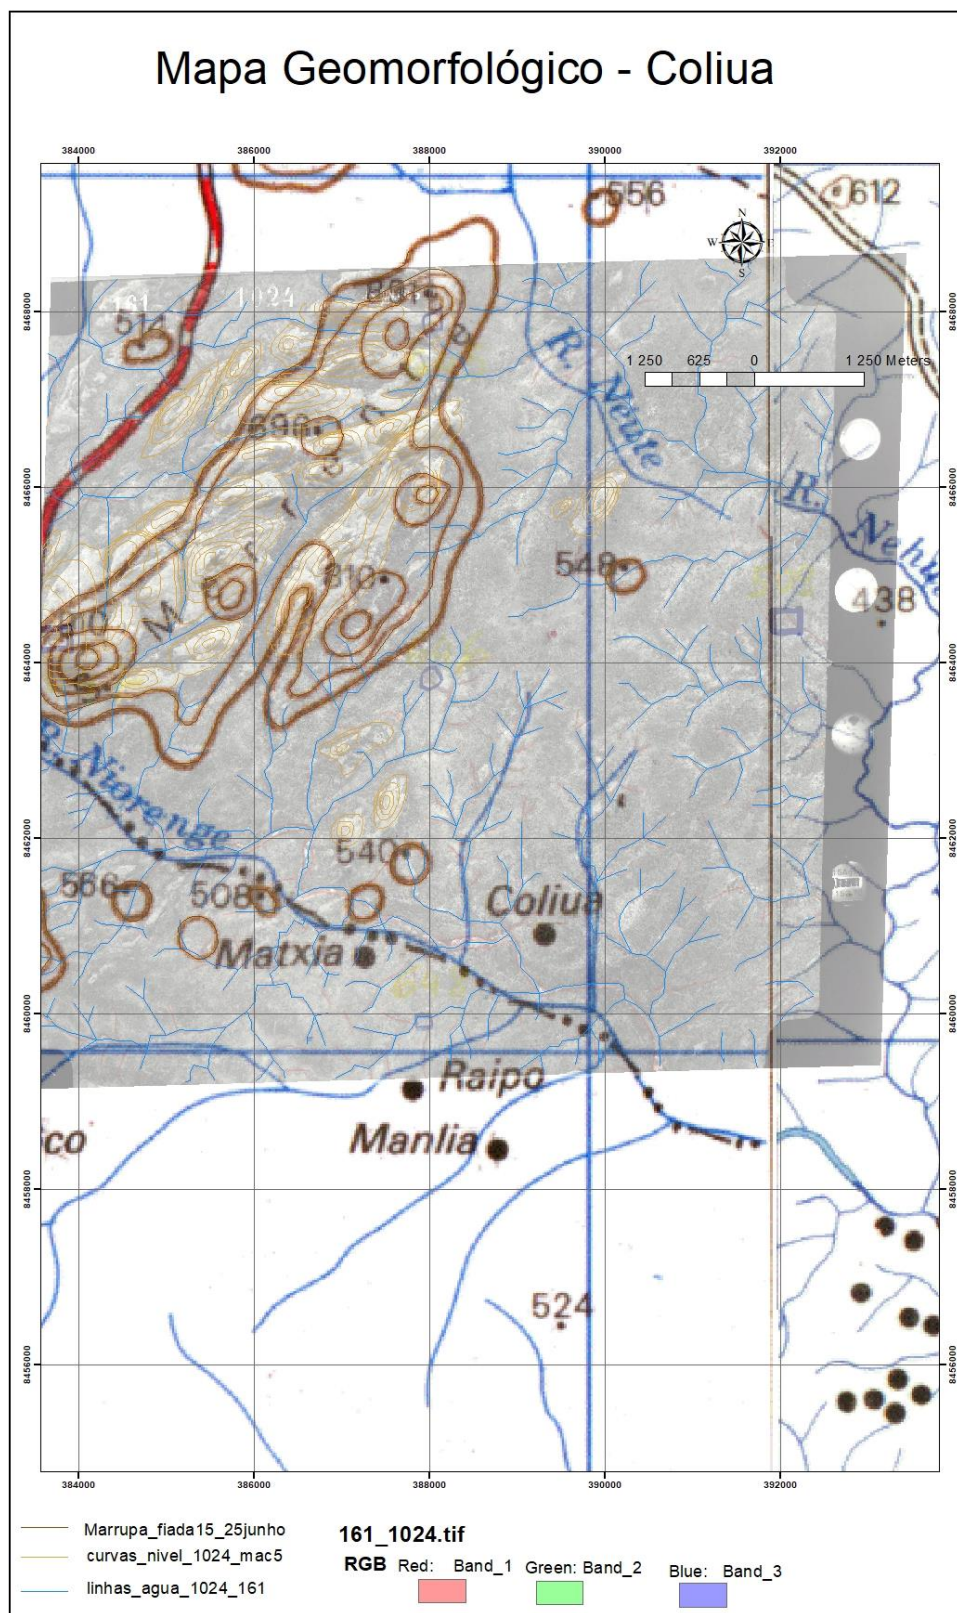 Mapa Geomorfológico - Coliua
384000 386000 388000 390000 392000
556
612
N
W E
S
161 1024
514
8468000 8468000
1 250 625 0 1 250 Meters
R. Neute
696
8466000 8466000
R. Nehu
548
810
438
M
8464000 8464000
R. Niorenge
8462000 8462000
540
566
508
Coliua
Matxia
8460000 8460000
Raipo
co
Manlia
8458000 8458000
524
8456000 8456000
384000 386000 388000 390000 392000
Marrupa_fiada15_25junho
curvas_nivel_1024_mac5
linhas_agua_1024_161
161_1024.tif
RGB Red: Band_1 Green: Band_2 Blue: Band_3